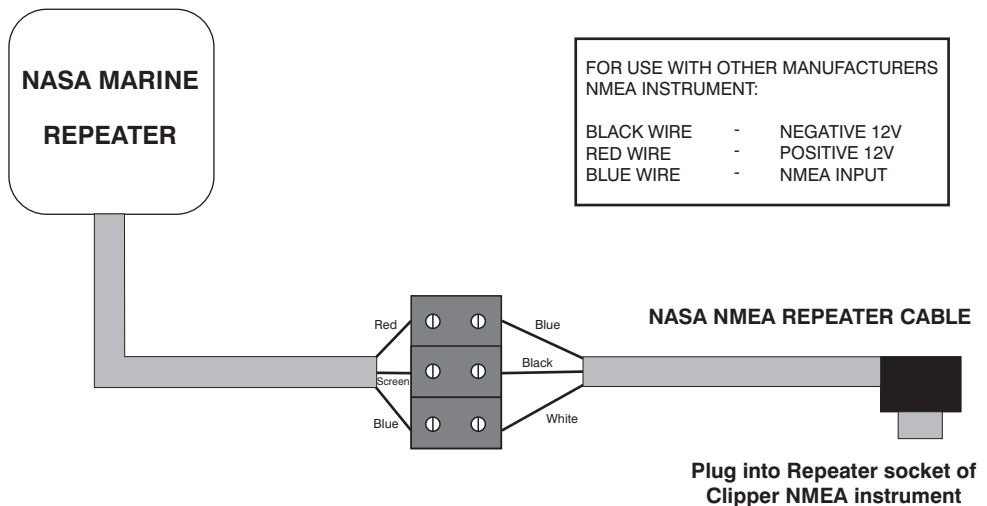 NASA MARINE
REPEATER
FOR USE WITH OTHER MANUFACTURERS
NMEA INSTRUMENT:
BLACK WIRE - NEGATIVE 12V
RED WIRE - POSITIVE 12V
BLUE WIRE - NMEA INPUT
NASA NMEA REPEATER CABLE
Red
Blue
Screen
Black
Blue
White
Plug into Repeater socket of
Clipper NMEA instrument